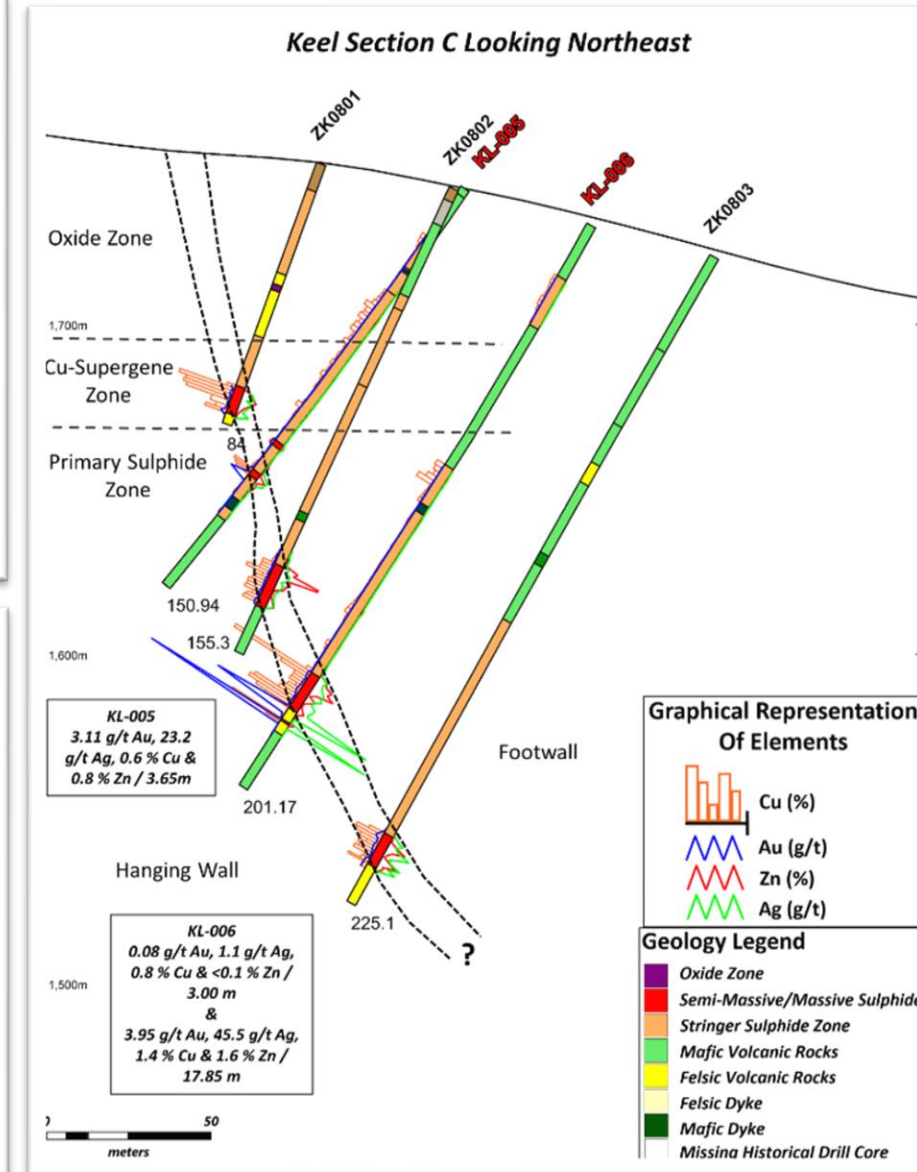 Keel Section C Looking Northeast
ZK0801
ZK0802
KL-005
KL-006
ZK0803
Oxide Zone
1,700m
Cu-Supergene
Zone
84
Primary Sulphide
Zone
150.94
155.3
1,600m
KL-005
3.11 g/t Au, 23.2
g/t Ag, 0.6 % Cu &
0.8 % Zn / 3.65m
201.17
Footwall
Hanging Wall
225.1
?
KL-006
0.08 g/t Au, 1.1 g/t Ag,
0.8 % Cu & <0.1 % Zn /
3.00 m
&
3.95 g/t Au, 45.5 g/t Ag,
1.4 % Cu & 1.6 % Zn /
17.85 m
1,500m
0 50
meters
Graphical Representation
Of Elements
Cu (%)
Au (g/t)
Zn (%)
Ag (g/t)
Geology Legend
Oxide Zone
Semi-Massive/Massive Sulphide
Stringer Sulphide Zone
Mafic Volcanic Rocks
Felsic Volcanic Rocks
Felsic Dyke
Mafic Dyke
Missing Historical Drill Core